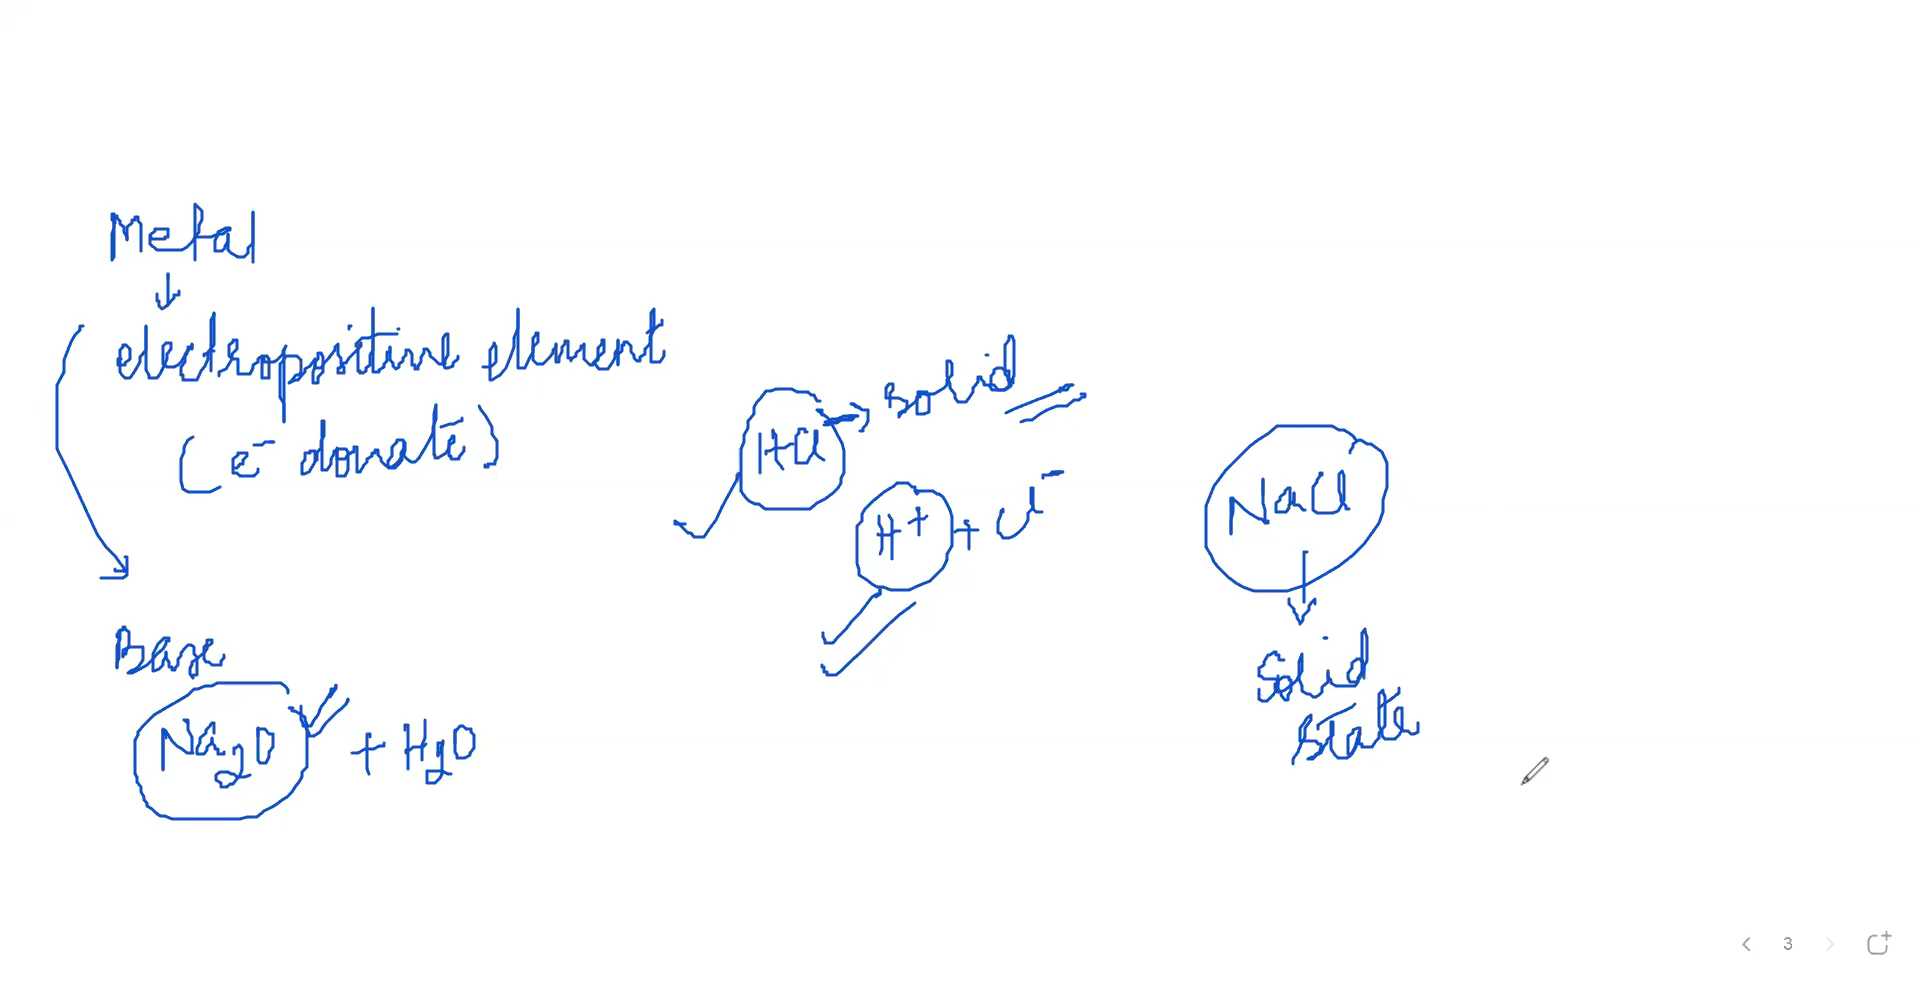 Metal
↓
electropositive element
(e⁻ donate)
Base
Na₂O + H₂O
HCl → solid
H⁺ + Cl⁻
NaCl
↓
Solid
State
3